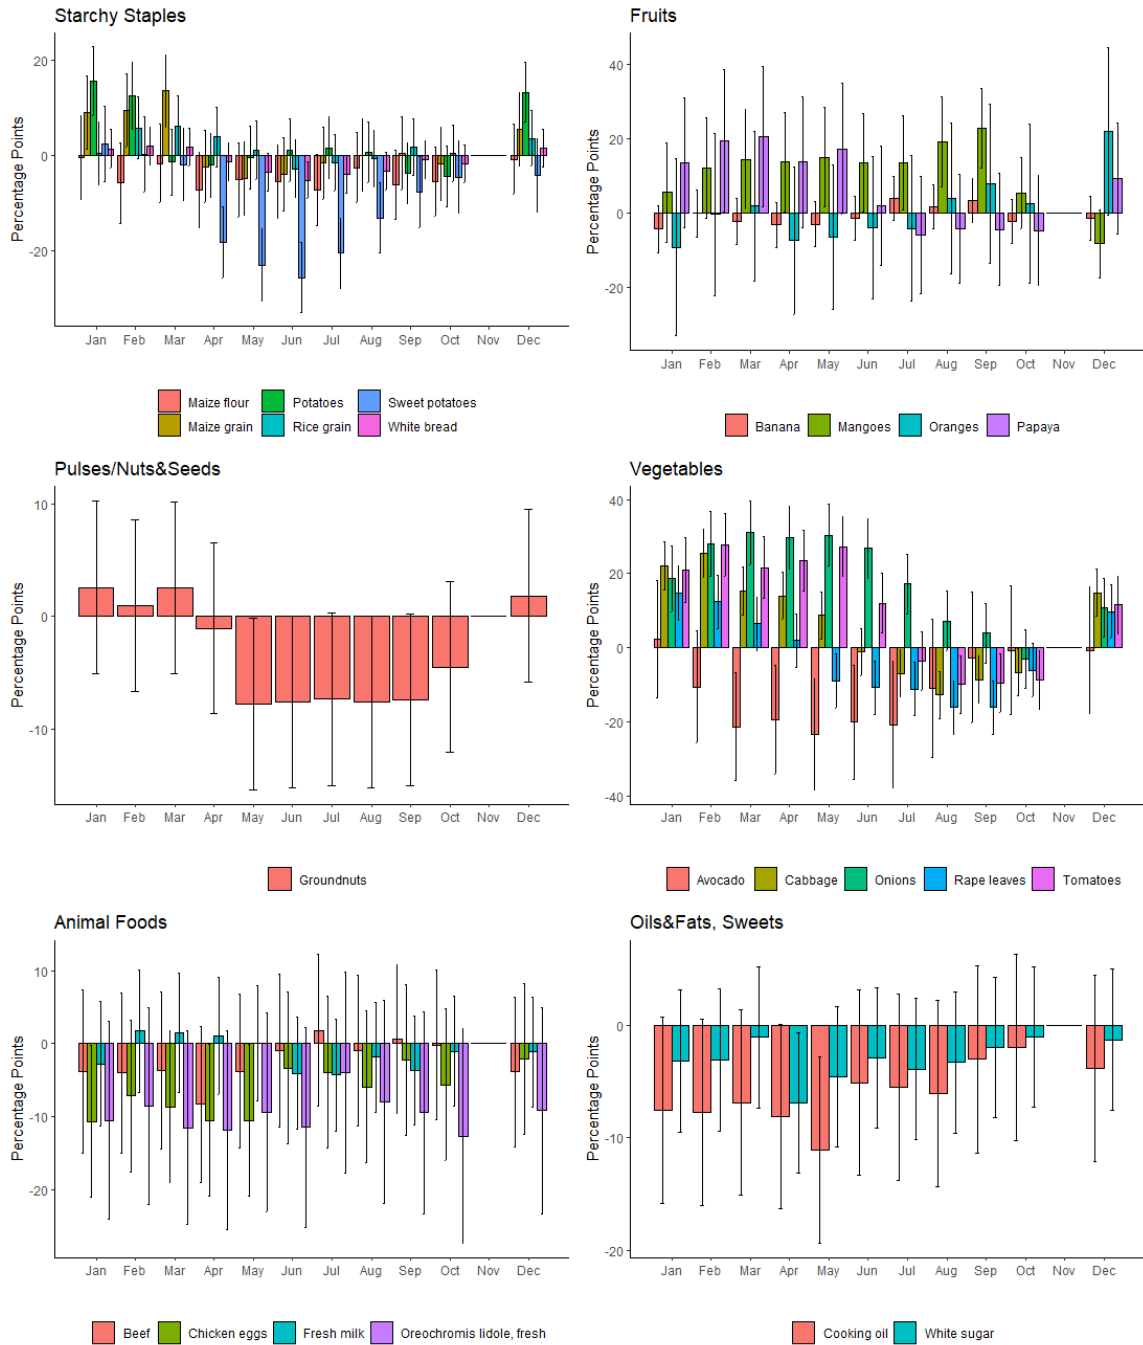 Starchy Staples
20
0
-20
Percentage Points
Jan Feb Mar Apr May Jun Jul Aug Sep Oct Nov Dec
Maize flour Potatoes Sweet potatoes
Maize grain Rice grain White bread
Fruits
40
20
0
-20
Percentage Points
Jan Feb Mar Apr May Jun Jul Aug Sep Oct Nov Dec
Banana Mangoes Oranges Papaya
Pulses/Nuts&Seeds
10
0
-10
Percentage Points
Jan Feb Mar Apr May Jun Jul Aug Sep Oct Nov Dec
Groundnuts
Vegetables
40
20
0
-20
-40
Percentage Points
Jan Feb Mar Apr May Jun Jul Aug Sep Oct Nov Dec
Avocado Cabbage Onions Rape leaves Tomatoes
Animal Foods
10
0
-10
-20
Percentage Points
Jan Feb Mar Apr May Jun Jul Aug Sep Oct Nov Dec
Beef Chicken eggs Fresh milk Oreochromis lidole, fresh
Oils&Fats, Sweets
0
-10
-20
Percentage Points
Jan Feb Mar Apr May Jun Jul Aug Sep Oct Nov Dec
Cooking oil White sugar